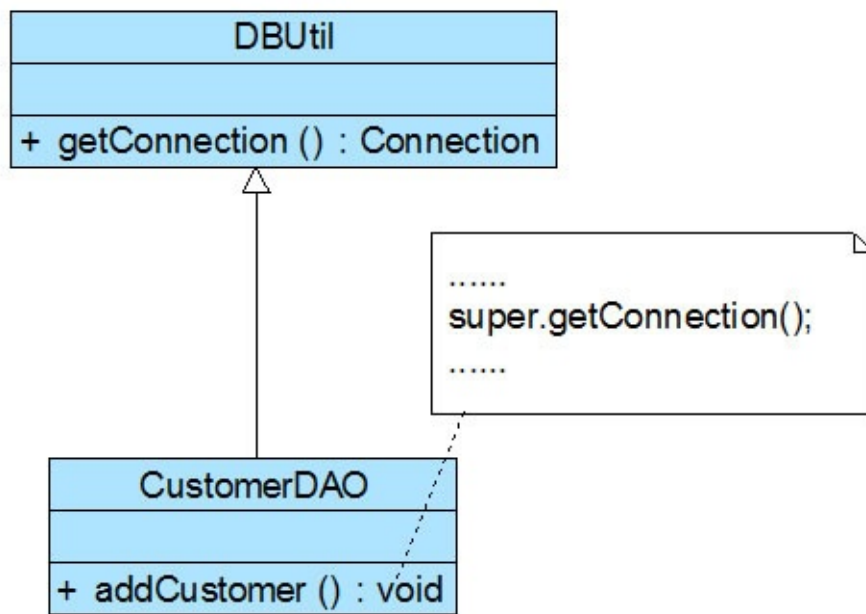 DBUtil
+ getConnection () : Connection
......
super.getConnection();
......
CustomerDAO
+ addCustomer () : void